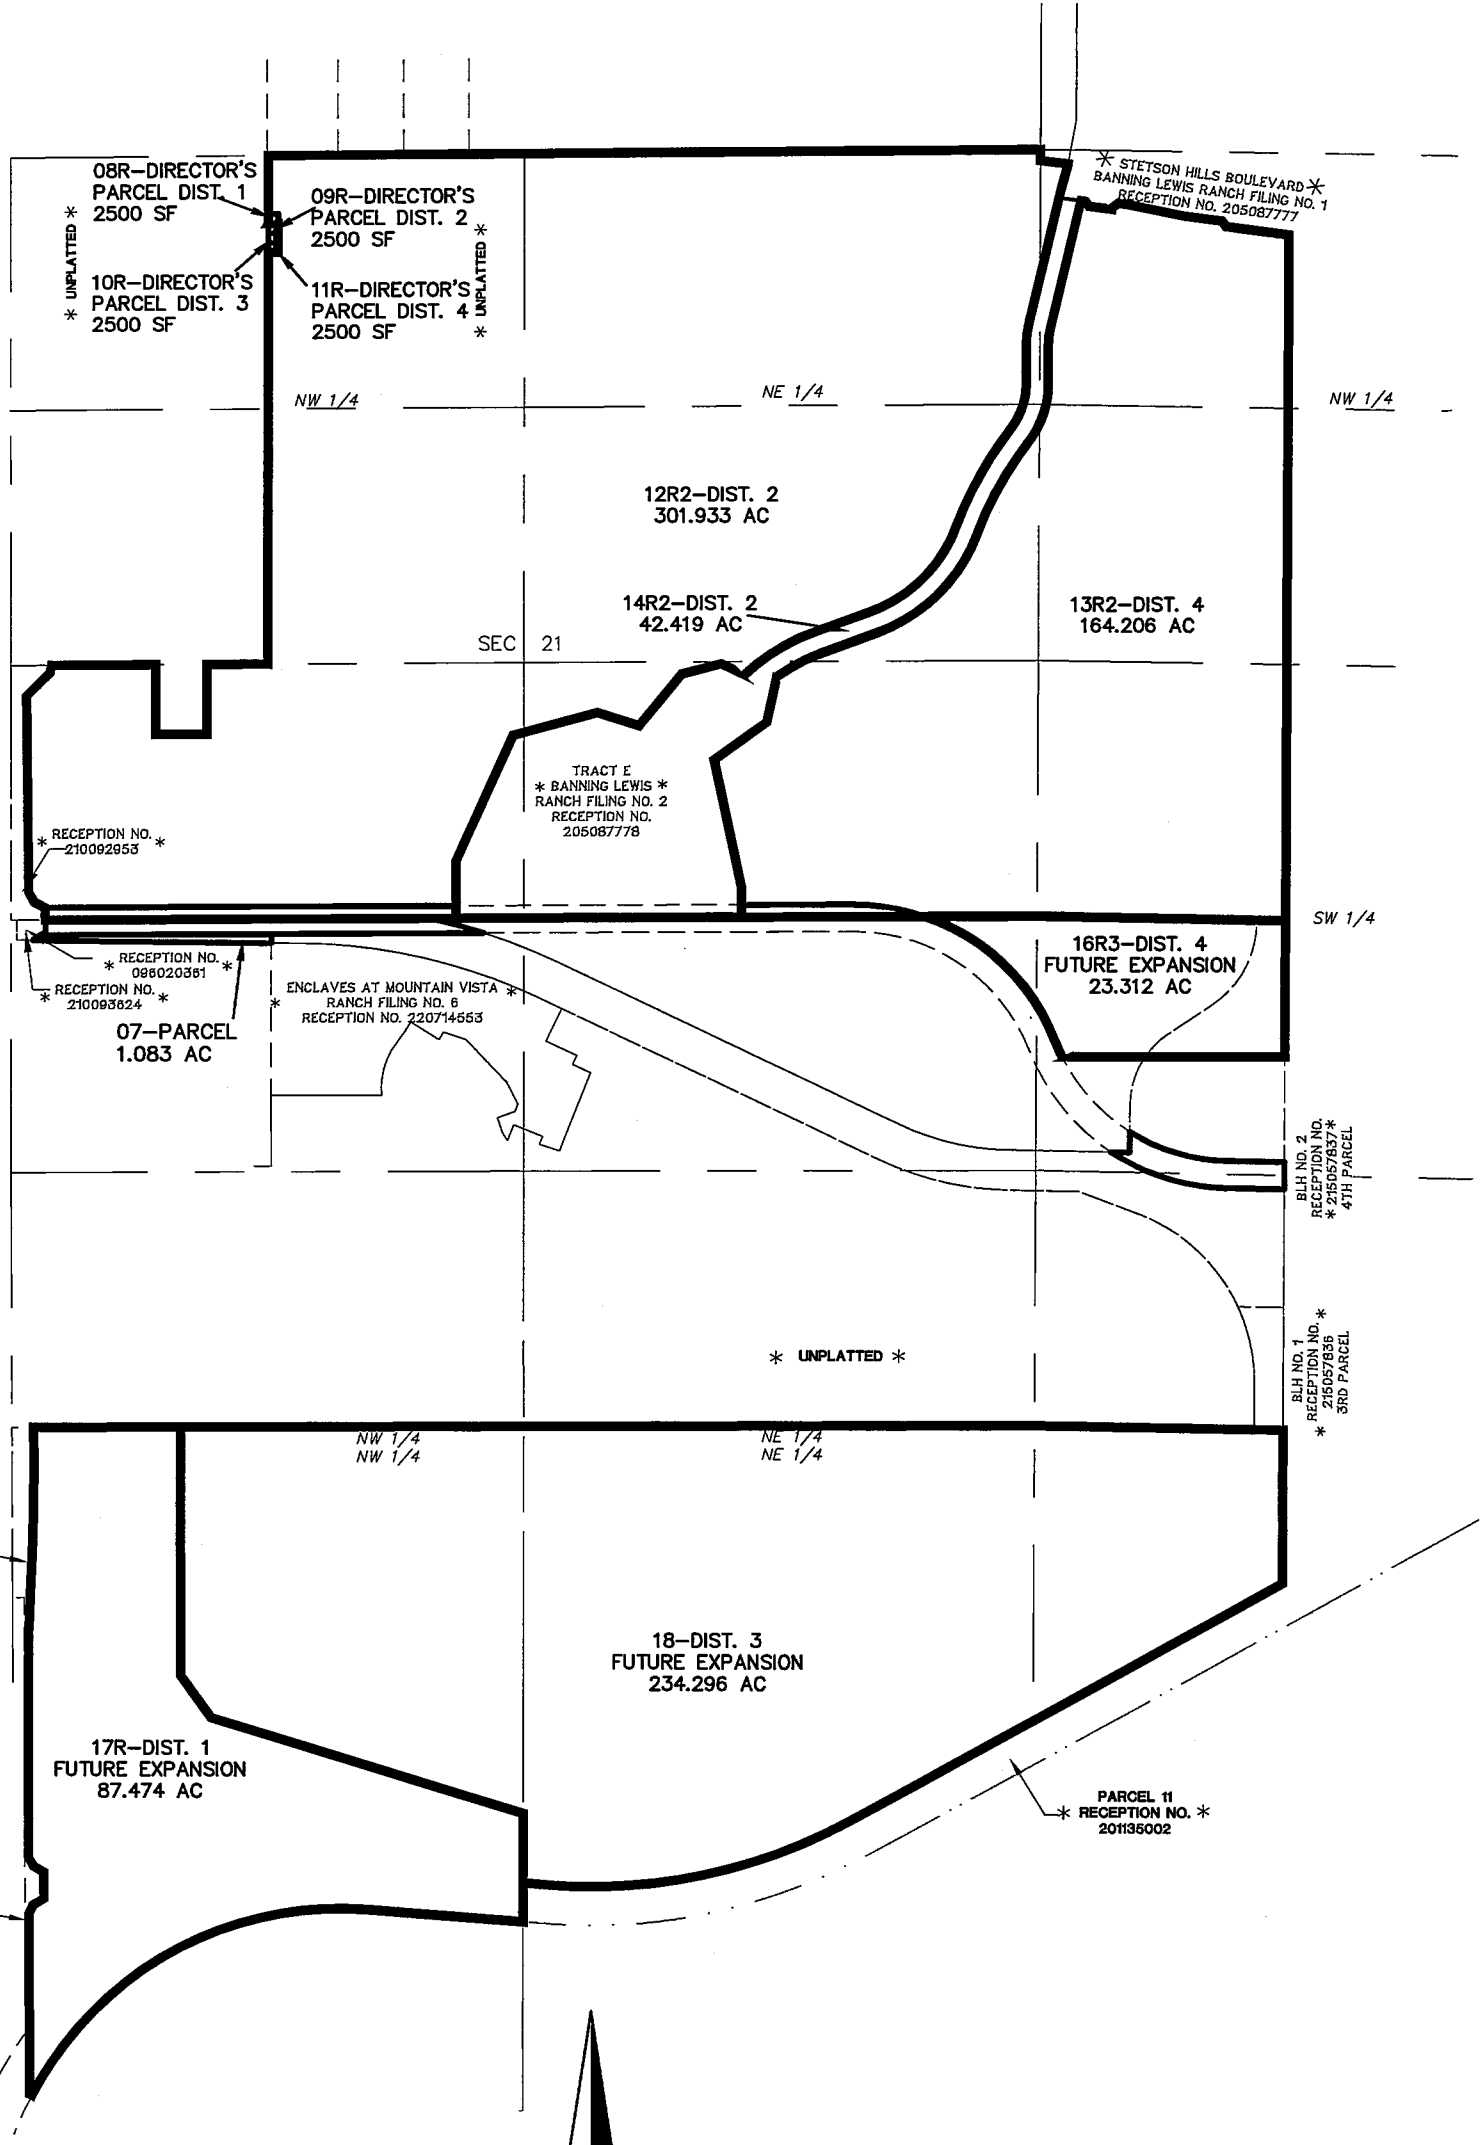 08R-DIRECTOR'S
PARCEL DIST. 1
2500 SF
09R-DIRECTOR'S
PARCEL DIST. 2
2500 SF
* UNPLATTED *
* UNPLATTED *
10R-DIRECTOR'S
PARCEL DIST. 3
2500 SF
11R-DIRECTOR'S
PARCEL DIST. 4
2500 SF
* STETSON HILLS BOULEVARD *
BANNING LEWIS RANCH FILING NO. 1
RECEPTION NO. 205087777
NW 1/4
NE 1/4
NW 1/4
12R2-DIST. 2
301.933 AC
14R2-DIST. 2
42.419 AC
13R2-DIST. 4
164.206 AC
SEC 21
TRACT E
* BANNING LEWIS *
RANCH FILING NO. 2
RECEPTION NO.
205087778
* RECEPTION NO. *
210092953
SW 1/4
16R3-DIST. 4
FUTURE EXPANSION
23.312 AC
* RECEPTION NO. *
096020361
* RECEPTION NO. *
210093624
ENCLAVES AT MOUNTAIN VISTA
* RANCH FILING NO. 6 *
RECEPTION NO. 220714553
07-PARCEL
1.083 AC
BLH NO. 2
RECEPTION NO.
* 215057837 *
4TH PARCEL
* UNPLATTED *
BLH NO. 1
* RECEPTION NO. *
215057836
3RD PARCEL
NW 1/4
NW 1/4
NE 1/4
NE 1/4
18-DIST. 3
FUTURE EXPANSION
234.296 AC
17R-DIST. 1
FUTURE EXPANSION
87.474 AC
PARCEL 11
* RECEPTION NO. *
201135002